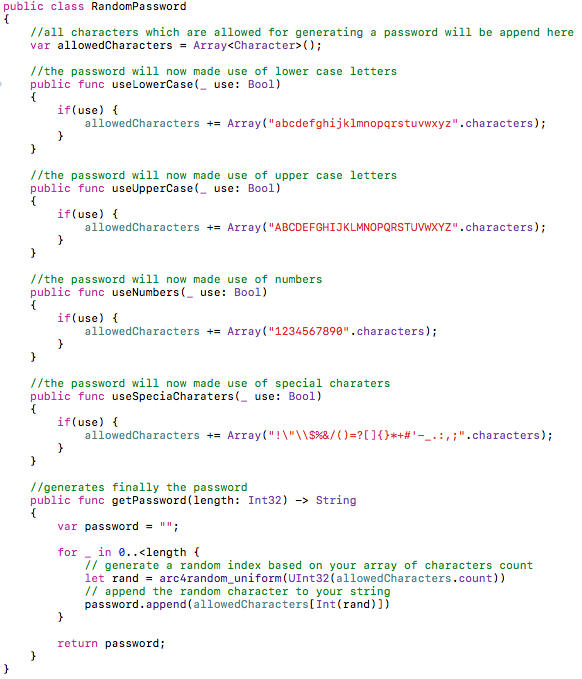 public class RandomPassword
{
    //all characters which are allowed for generating a password will be append here
    var allowedCharacters = Array<Character>();

    //the password will now made use of lower case letters
    public func useLowerCase(_ use: Bool)
    {
        if(use) {
            allowedCharacters += Array("abcdefghijklmnopqrstuvwxyz".characters);
        }
    }

    //the password will now made use of upper case letters
    public func useUpperCase(_ use: Bool)
    {
        if(use) {
            allowedCharacters += Array("ABCDEFGHIJKLMNOPQRSTUVWXYZ".characters);
        }
    }

    //the password will now made use of numbers
    public func useNumbers(_ use: Bool)
    {
        if(use) {
            allowedCharacters += Array("1234567890".characters);
        }
    }

    //the password will now made use of special charaters
    public func useSpeciaCharaters(_ use: Bool)
    {
        if(use) {
            allowedCharacters += Array("!\"\\$%&/()=?[]{}*+#'-_.:,;".characters);
        }
    }

    //generates finally the password
    public func getPassword(length: Int32) -> String
    {
        var password = "";

        for _ in 0..<length {
            // generate a random index based on your array of characters count
            let rand = arc4random_uniform(UInt32(allowedCharacters.count))
            // append the random character to your string
            password.append(allowedCharacters[Int(rand)])
        }

        return password;
    }
}